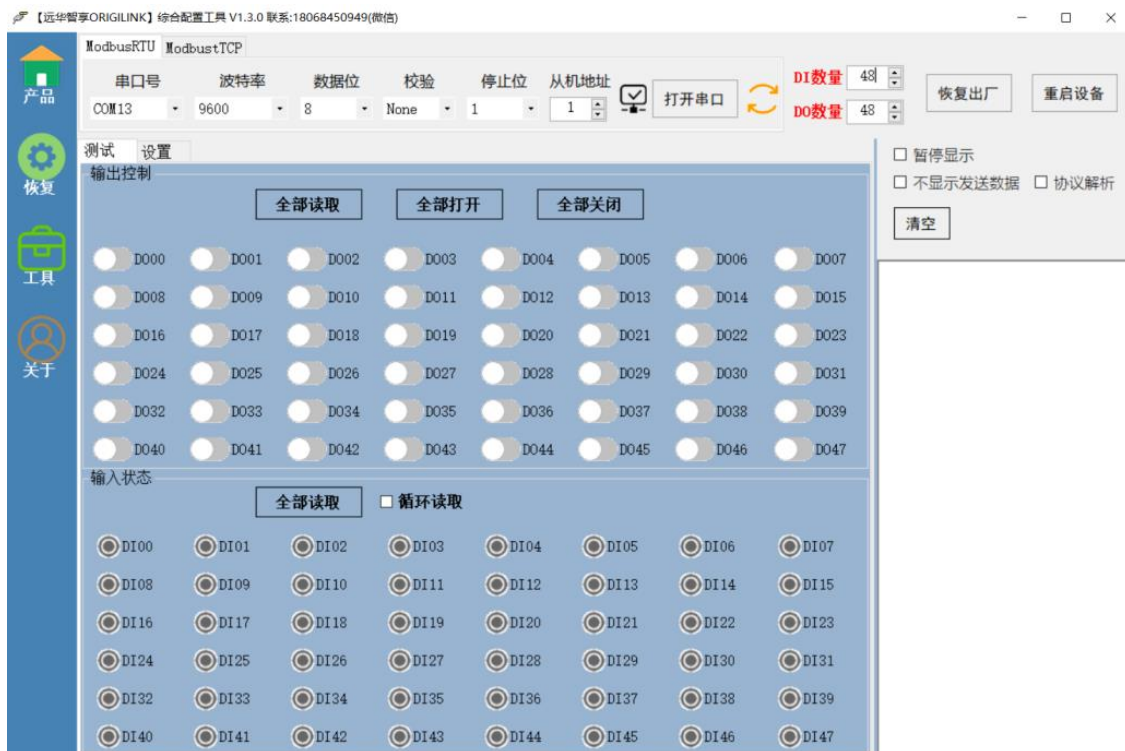 【远华智享ORIGILINK】综合配置工具 V1.3.0 联系:18068450949(微信)
产品
恢复
工具
关于
ModbusRTU ModbustTCP
串口号 波特率 数据位 校验 停止位 从机地址
COM13 9600 8 None 1 1 打开串口
DI数量 48
DO数量 48
恢复出厂 重启设备
测试 设置
输出控制
全部读取 全部打开 全部关闭
DO00 DO01 DO02 DO03 DO04 DO05 DO06 DO07
DO08 DO09 DO10 DO11 DO12 DO13 DO14 DO15
DO16 DO17 DO18 DO19 DO20 DO21 DO22 DO23
DO24 DO25 DO26 DO27 DO28 DO29 DO30 DO31
DO32 DO33 DO34 DO35 DO36 DO37 DO38 DO39
DO40 DO41 DO42 DO43 DO44 DO45 DO46 DO47
输入状态
全部读取 循环读取
DI00 DI01 DI02 DI03 DI04 DI05 DI06 DI07
DI08 DI09 DI10 DI11 DI12 DI13 DI14 DI15
DI16 DI17 DI18 DI19 DI20 DI21 DI22 DI23
DI24 DI25 DI26 DI27 DI28 DI29 DI30 DI31
DI32 DI33 DI34 DI35 DI36 DI37 DI38 DI39
DI40 DI41 DI42 DI43 DI44 DI45 DI46 DI47
暂停显示
不显示发送数据 协议解析
清空